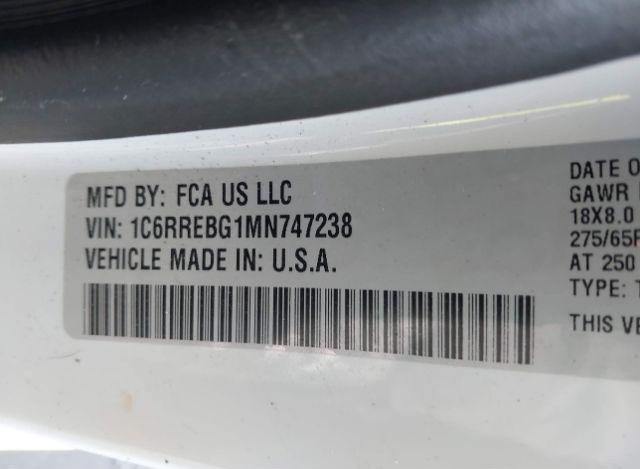 MFD BY: FCA US LLC
VIN: 1C6RREBG1MN747238
VEHICLE MADE IN: U.S.A.
DATE O
GAWR
18X8.0
275/65R
AT 250
TYPE: T
THIS VE